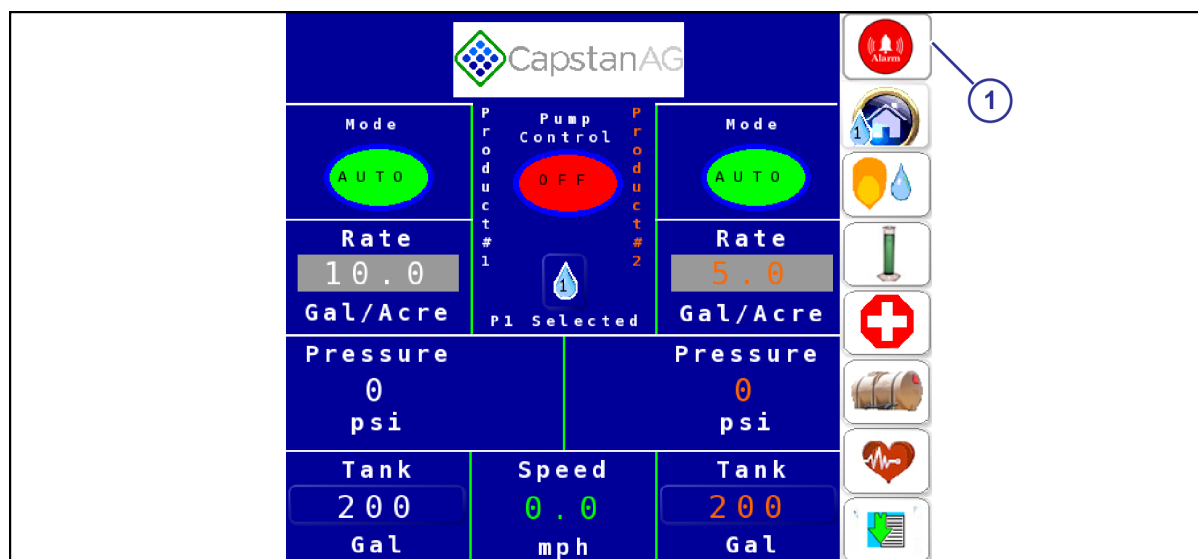 CapstanAG
Alarm
1
Mode
AUTO
Product#1
Pump
Control
OFF
Product#2
Mode
AUTO
1
Rate
10.0
Gal/Acre
1
P1 Selected
Rate
5.0
Gal/Acre
Pressure
0
psi
Pressure
0
psi
Tank
200
Gal
Speed
0.0
mph
Tank
200
Gal